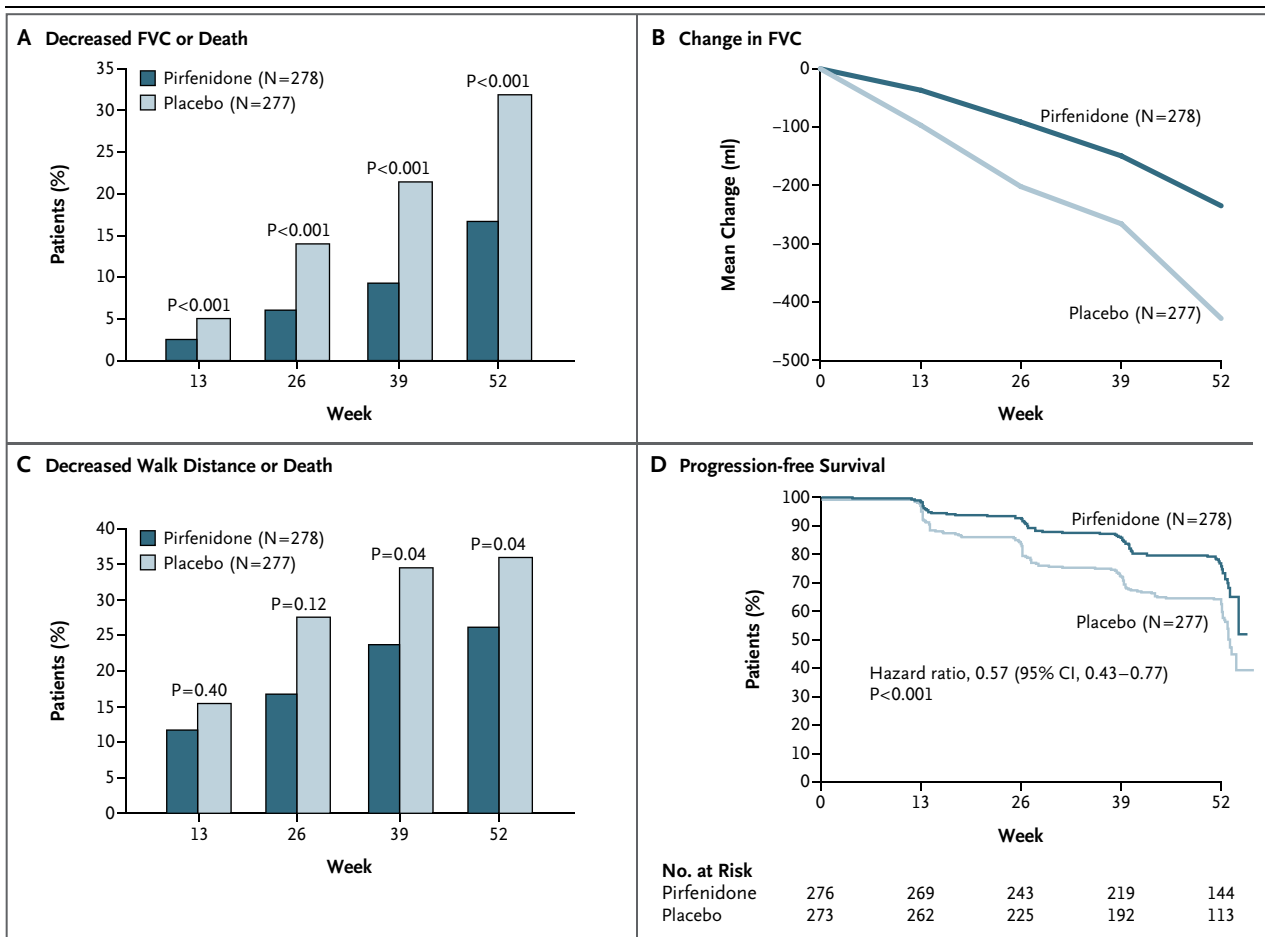 A Decreased FVC or Death
Pirfenidone (N=278)
Placebo (N=277)
35
30
25
20
15
10
5
0
Patients (%)
P<0.001
P<0.001
P<0.001
P<0.001
13 26 39 52
Week
B Change in FVC
0
–100
–200
–300
–400
–500
Mean Change (ml)
Pirfenidone (N=278)
Placebo (N=277)
0 13 26 39 52
Week
C Decreased Walk Distance or Death
Pirfenidone (N=278)
Placebo (N=277)
40
35
30
25
20
15
10
5
0
Patients (%)
P=0.40
P=0.12
P=0.04
P=0.04
13 26 39 52
Week
D Progression-free Survival
100
90
80
70
60
50
40
30
20
10
0
Patients (%)
Pirfenidone (N=278)
Placebo (N=277)
Hazard ratio, 0.57 (95% CI, 0.43–0.77)
P<0.001
0 13 26 39 52
Week
No. at Risk
Pirfenidone 276 269 243 219 144
Placebo 273 262 225 192 113